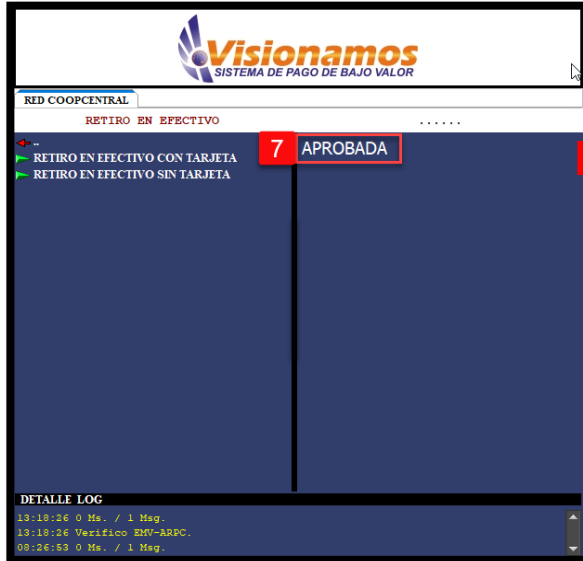 Visionamos
SISTEMA DE PAGO DE BAJO VALOR
RED COOPCENTRAL
RETIRO EN EFECTIVO
......
..
RETIRO EN EFECTIVO CON TARJETA
RETIRO EN EFECTIVO SIN TARJETA
7 APROBADA
DETALLE LOG
13:18:26 0 Ms. / 1 Msg.
13:18:26 Verifico EMV-ARPC.
08:26:53 0 Ms. / 1 Msg.